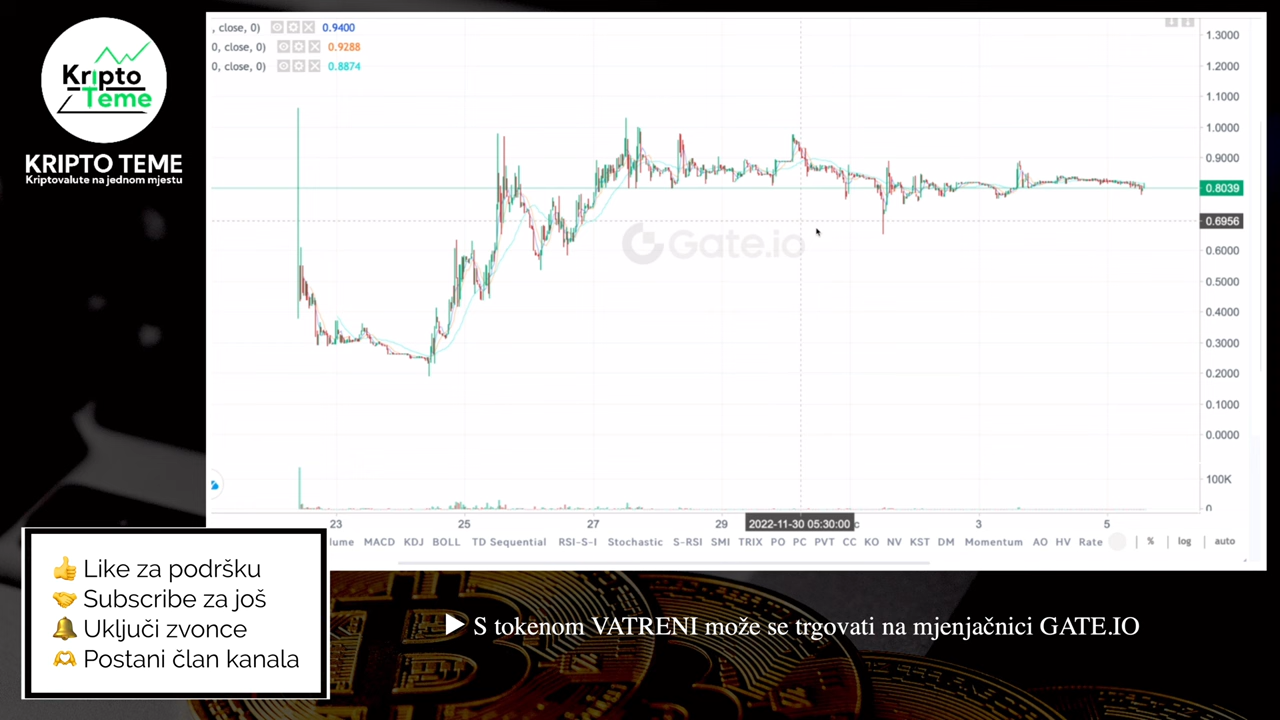 Kripto
Teme
KRIPTO TEME
Kriptovalute na jednom mjestu
, close, 0) 0.9400
0, close, 0) 0.9288
0, close, 0) 0.8874
1.3000
1.2000
1.1000
1.0000
0.9000
0.8039
0.6956
0.6000
0.5000
0.4000
0.3000
0.2000
0.1000
0.0000
100K
0
Gate.io
23 25 27 29 2022-11-30 05:30:00 c 3 5
lume MACD KDJ BOLL TD Sequential RSI-S-I Stochastic S-RSI SMI TRIX PO PC PVT CC KO NV KST DM Momentum AO HV Rate % log auto
👍 Like za podršku
🤝 Subscribe za još
🔔 Uključi zvonce
🫶 Postani član kanala
▶ S tokenom VATRENI može se trgovati na mjenjačnici GATE.IO